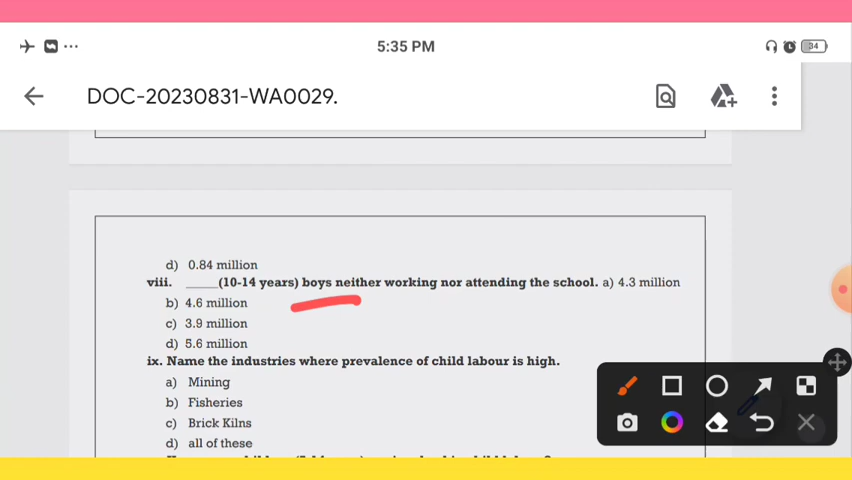 5:35 PM
34
DOC-20230831-WA0029.
d) 0.84 million
viii. _____(10-14 years) boys neither working nor attending the school. a) 4.3 million
b) 4.6 million
c) 3.9 million
d) 5.6 million
ix. Name the industries where prevalence of child labour is high.
a) Mining
b) Fisheries
c) Brick Kilns
d) all of these